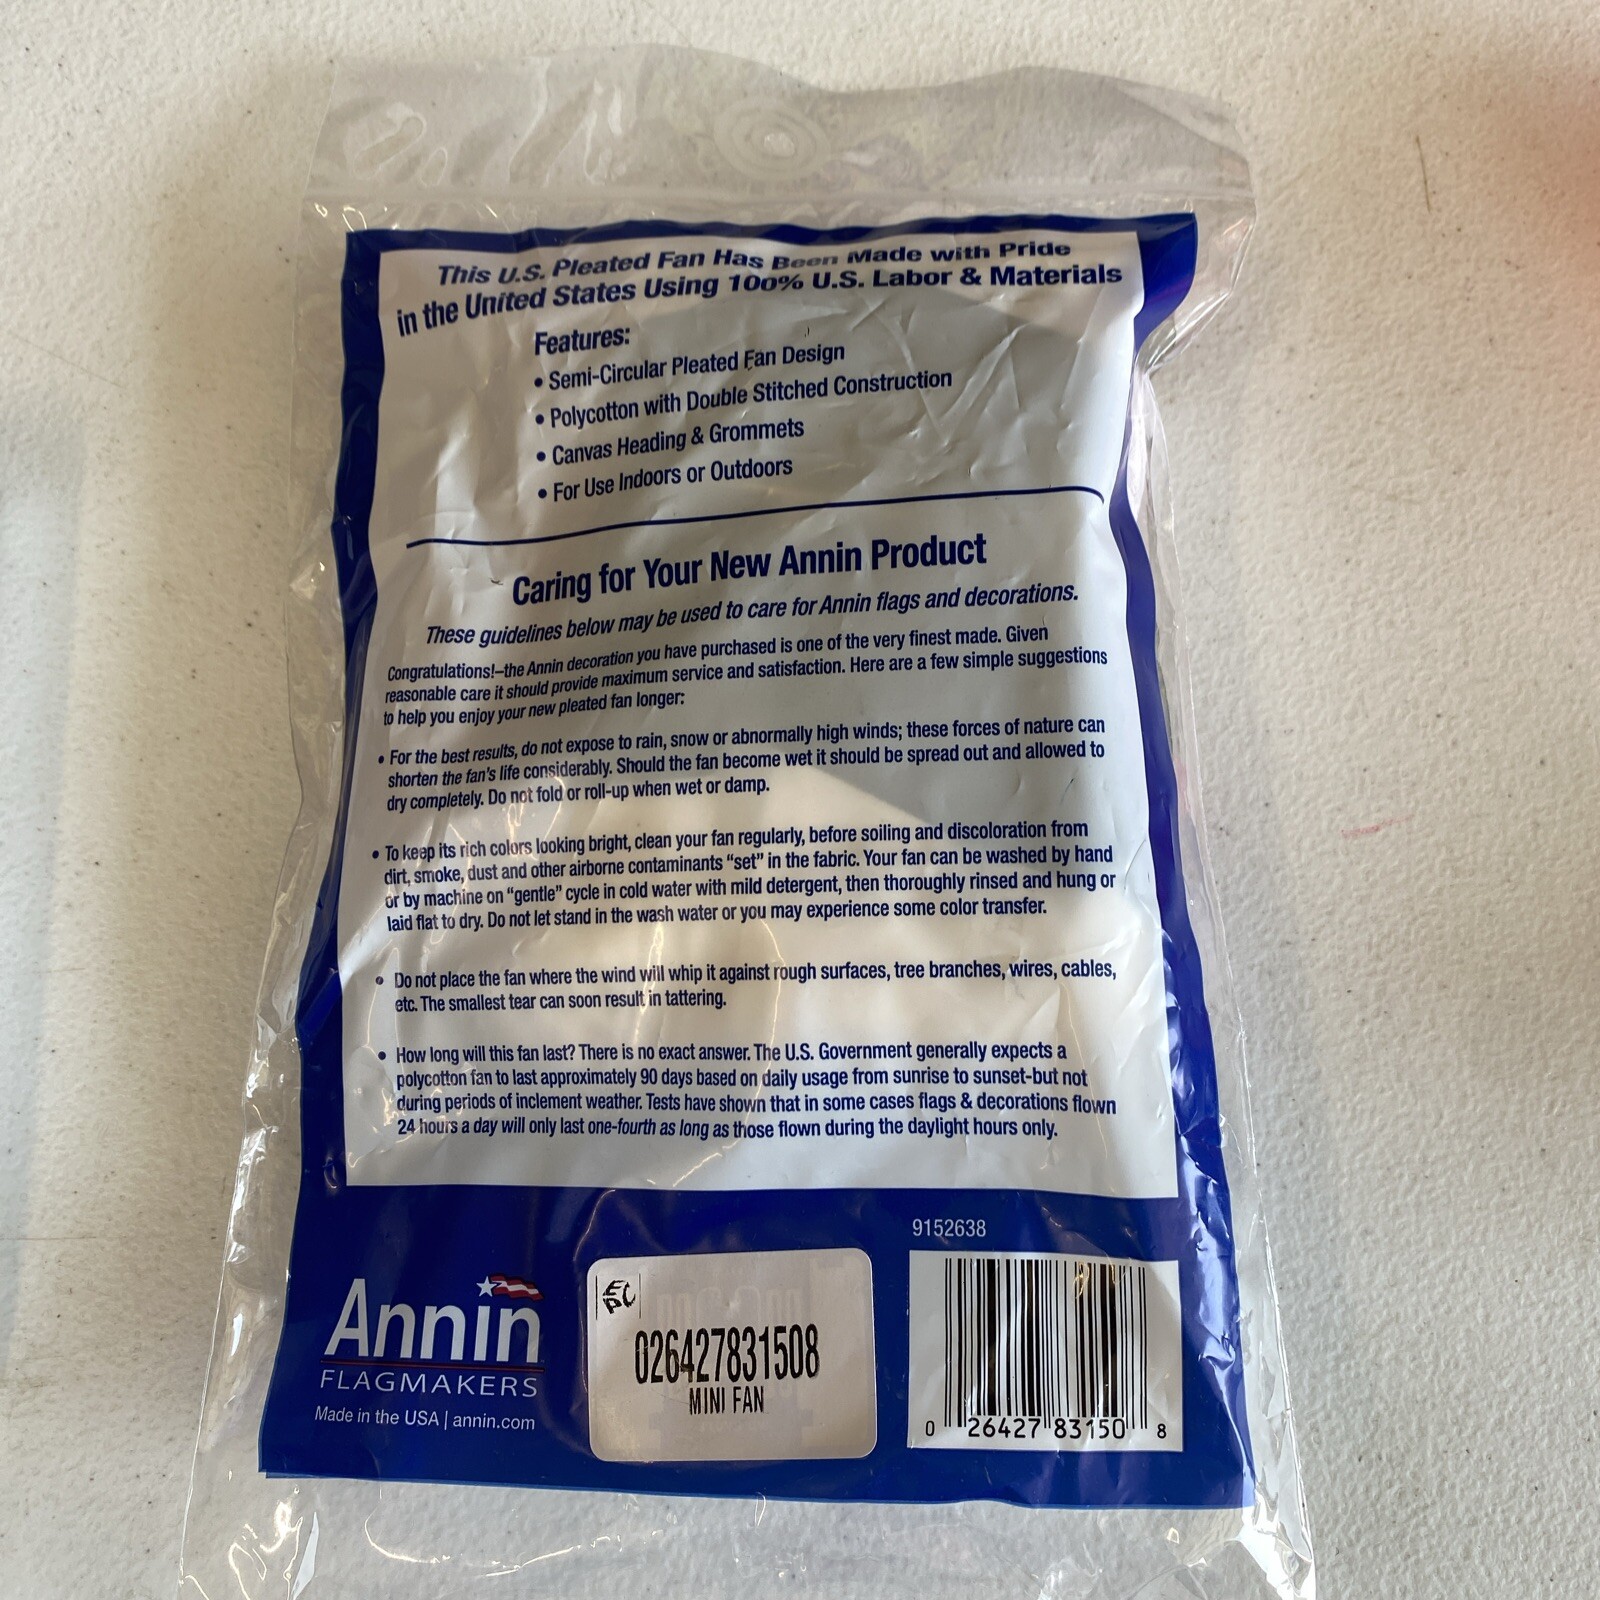 This U.S. Pleated Fan Has Been Made with Pride
in the United States Using 100% U.S. Labor & Materials
Features:
• Semi-Circular Pleated Fan Design
• Polycotton with Double Stitched Construction
• Canvas Heading & Grommets
• For Use Indoors or Outdoors
Caring for Your New Annin Product
These guidelines below may be used to care for Annin flags and decorations.
Congratulations!–the Annin decoration you have purchased is one of the very finest made. Given
reasonable care it should provide maximum service and satisfaction. Here are a few simple suggestions
to help you enjoy your new pleated fan longer:
• For the best results, do not expose to rain, snow or abnormally high winds; these forces of nature can
shorten the fan's life considerably. Should the fan become wet it should be spread out and allowed to
dry completely. Do not fold or roll-up when wet or damp.
• To keep its rich colors looking bright, clean your fan regularly, before soiling and discoloration from
dirt, smoke, dust and other airborne contaminants “set” in the fabric. Your fan can be washed by hand
or by machine on “gentle” cycle in cold water with mild detergent, then thoroughly rinsed and hung or
laid flat to dry. Do not let stand in the wash water or you may experience some color transfer.
• Do not place the fan where the wind will whip it against rough surfaces, tree branches, wires, cables,
etc. The smallest tear can soon result in tattering.
• How long will this fan last? There is no exact answer. The U.S. Government generally expects a
polycotton fan to last approximately 90 days based on daily usage from sunrise to sunset-but not
during periods of inclement weather. Tests have shown that in some cases flags & decorations flown
24 hours a day will only last one-fourth as long as those flown during the daylight hours only.
Annin
FLAGMAKERS
Made in the USA | annin.com
EC
PC
026427831508
MINI FAN
9152638
0 26427 83150 8